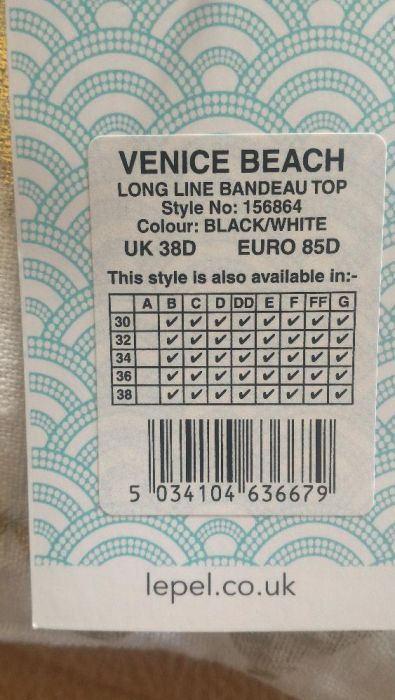 VENICE BEACH
LONG LINE BANDEAU TOP
Style No: 156864
Colour: BLACK/WHITE
UK 38D EURO 85D
This style is also available in:-
A B C D DD E F FF G
30 ✓ ✓ ✓ ✓ ✓ ✓ ✓ ✓
32 ✓ ✓ ✓ ✓ ✓ ✓ ✓ ✓
34 ✓ ✓ ✓ ✓ ✓ ✓ ✓ ✓
36 ✓ ✓ ✓ ✓ ✓ ✓ ✓ ✓
38 ✓ ✓ ✓ ✓ ✓ ✓ ✓ ✓
5 034104 636679
lepel.co.uk